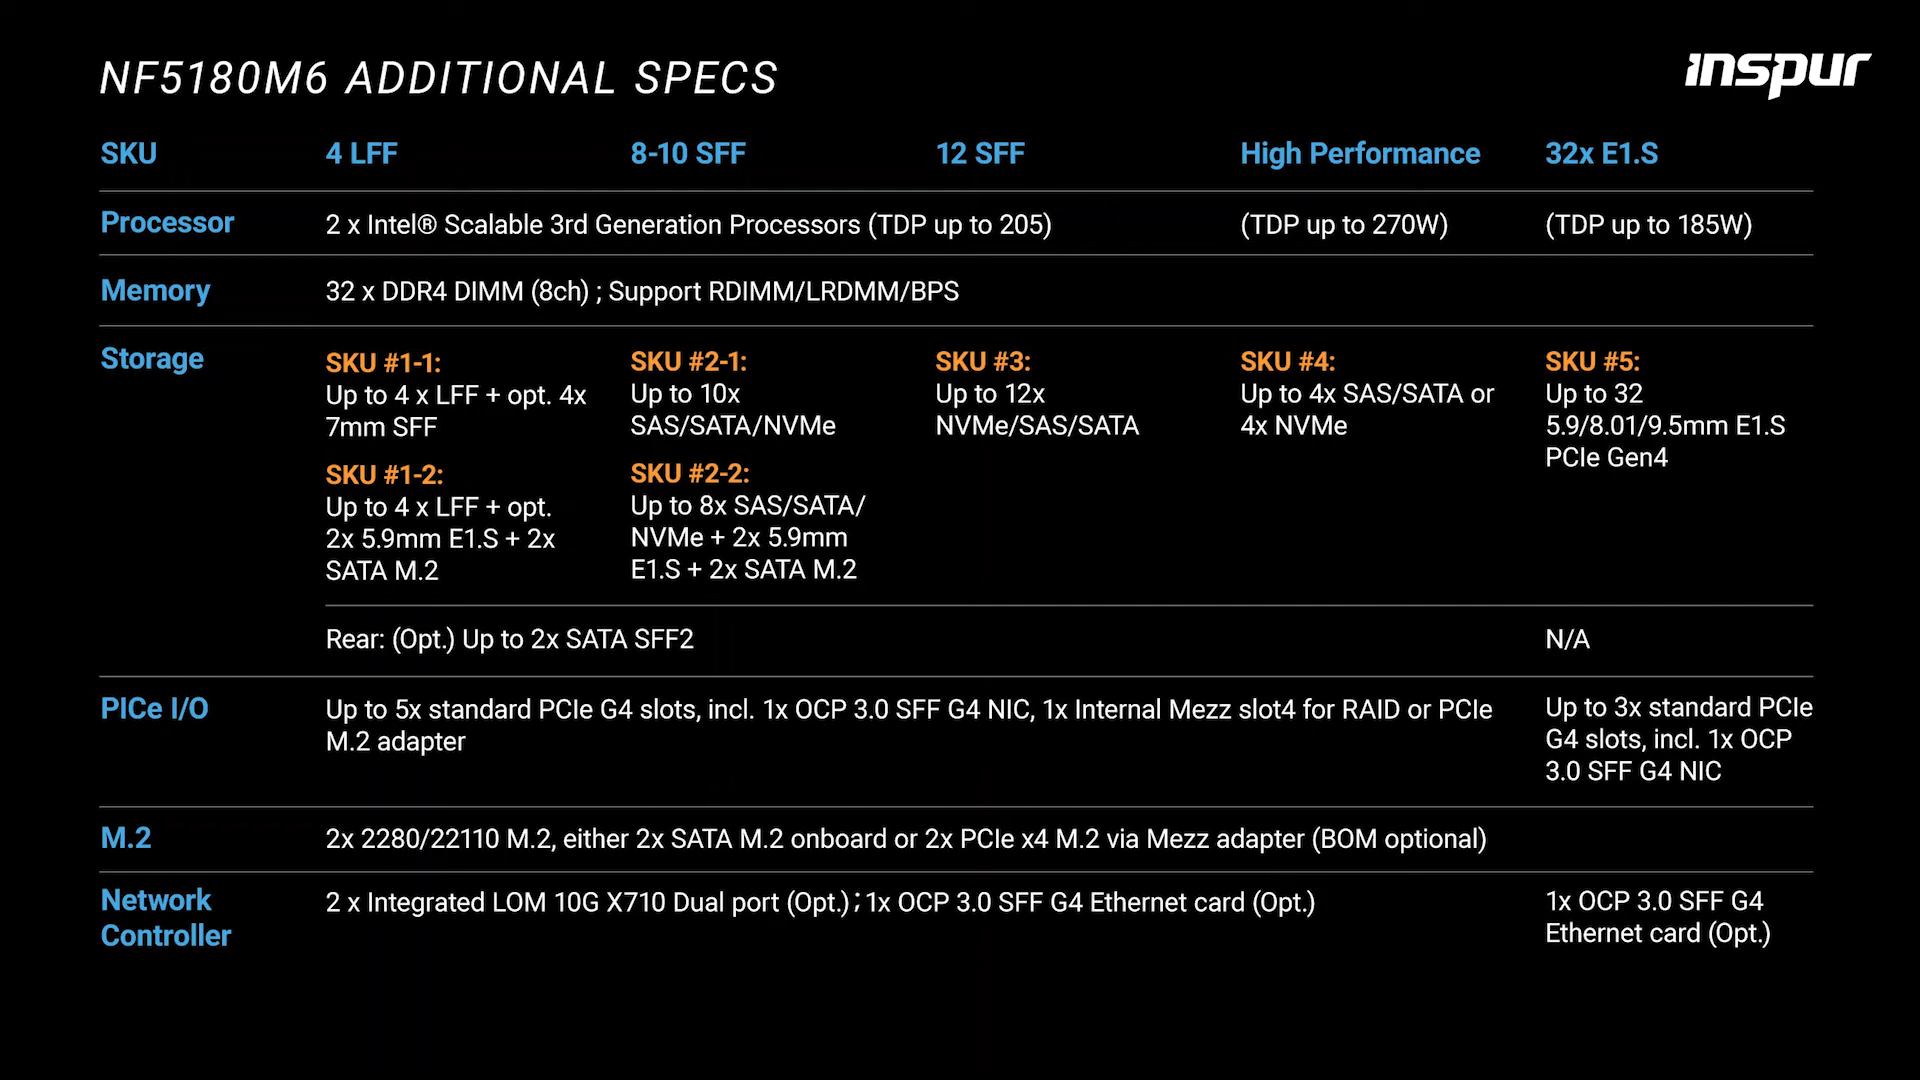 NF5180M6 ADDITIONAL SPECS
inspur
SKU
4 LFF
8-10 SFF
12 SFF
High Performance
32x E1.S
Processor
2 x Intel® Scalable 3rd Generation Processors (TDP up to 205)
(TDP up to 270W)
(TDP up to 185W)
Memory
32 x DDR4 DIMM (8ch) ; Support RDIMM/LRDMM/BPS
Storage
SKU #1-1:
Up to 4 x LFF + opt. 4x
7mm SFF
SKU #1-2:
Up to 4 x LFF + opt.
2x 5.9mm E1.S + 2x
SATA M.2
SKU #2-1:
Up to 10x
SAS/SATA/NVMe
SKU #2-2:
Up to 8x SAS/SATA/
NVMe + 2x 5.9mm
E1.S + 2x SATA M.2
SKU #3:
Up to 12x
NVMe/SAS/SATA
SKU #4:
Up to 4x SAS/SATA or
4x NVMe
SKU #5:
Up to 32
5.9/8.01/9.5mm E1.S
PCIe Gen4
Rear: (Opt.) Up to 2x SATA SFF2
N/A
PICe I/O
Up to 5x standard PCIe G4 slots, incl. 1x OCP 3.0 SFF G4 NIC, 1x Internal Mezz slot4 for RAID or PCIe
M.2 adapter
Up to 3x standard PCIe
G4 slots, incl. 1x OCP
3.0 SFF G4 NIC
M.2
2x 2280/22110 M.2, either 2x SATA M.2 onboard or 2x PCIe x4 M.2 via Mezz adapter (BOM optional)
Network
Controller
2 x Integrated LOM 10G X710 Dual port (Opt.) ; 1x OCP 3.0 SFF G4 Ethernet card (Opt.)
1x OCP 3.0 SFF G4
Ethernet card (Opt.)